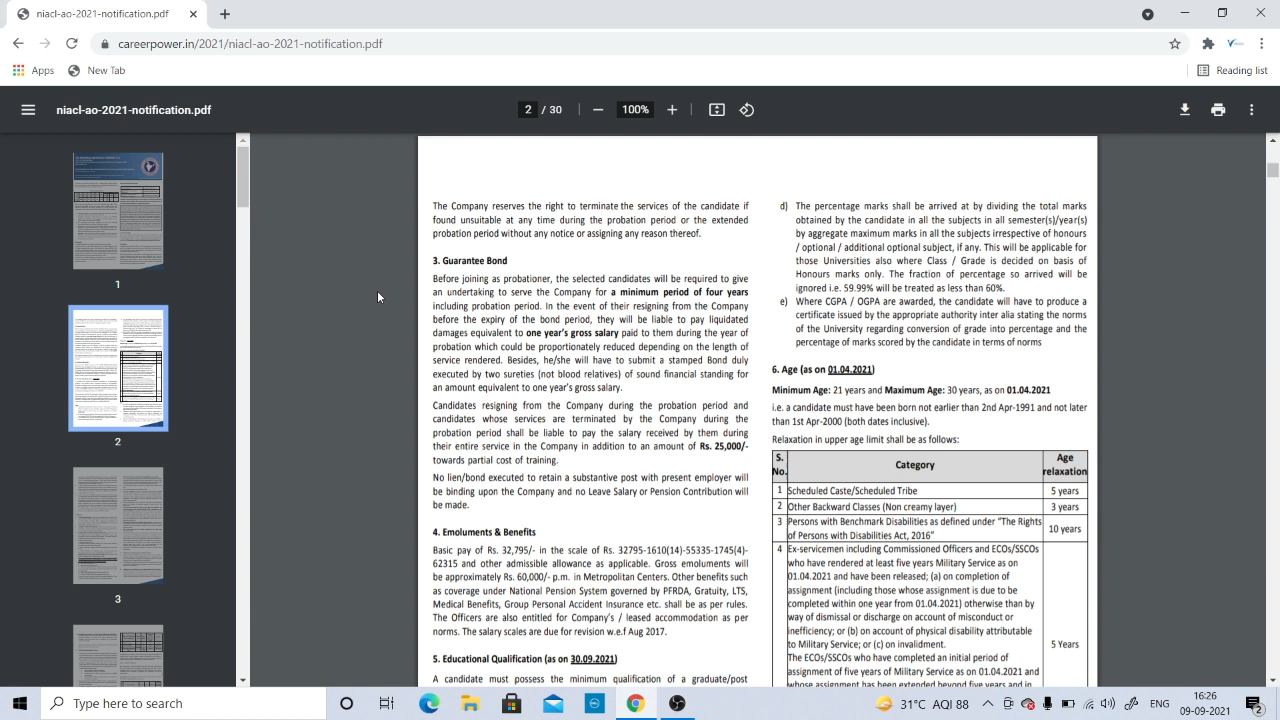 niacl-ao-2021-notification.pdf
careerpower.in/2021/niacl-ao-2021-notification.pdf
Apps
New Tab
Reading list
niacl-ao-2021-notification.pdf
2 / 30
100%
1
2
3
The Company reserves the right to terminate the services of the candidate if
found unsuitable at any time during the probation period or the extended
probation period without any notice or assigning any reason thereof.
3. Guarantee Bond
Before joining as probationer, the selected candidates will be required to give
an undertaking to serve the Company for a minimum period of four years
including probation period. In the event of their resigning from the Company
before the expiry of the bond period, they will be liable to pay liquidated
damages equivalent to one year's gross salary paid to them during the year of
probation which could be proportionately reduced depending on the length of
service rendered. Besides, he/she will have to submit a stamped Bond duly
executed by two sureties (not blood relatives) of sound financial standing for
an amount equivalent to one year's gross salary.
Candidates resigning from the Company during the probation period and
candidates whose services are terminated by the Company during the
probation period shall be liable to pay the salary received by them during
their entire service in the Company in addition to an amount of Rs. 25,000/-
towards partial cost of training.
No lien/bond executed to retain a substantive post with present employer will
be binding upon the Company and no Leave Salary or Pension Contribution will
be made.
4. Emoluments & Benefits
Basic pay of Rs. 32,795/- in the scale of Rs. 32795-1610(14)-55335-1745(4)-
62315 and other admissible allowance as applicable. Gross emoluments will
be approximately Rs. 60,000/- p.m. in Metropolitan Centers. Other benefits such
as coverage under National Pension System governed by PFRDA, Gratuity, LTS,
Medical Benefits, Group Personal Accident Insurance etc. shall be as per rules.
The Officers are also entitled for Company's / leased accommodation as per
norms. The salary scales are due for revision w.e.f Aug 2017.
5. Educational Qualification (as on 30.09.2021)
A candidate must possess the minimum qualification of a graduate/post
d) The percentage marks shall be arrived at by dividing the total marks
obtained by the candidate in all the subjects in all semester(s)/year(s)
by aggregate maximum marks in all the subjects irrespective of honours
/ optional / additional optional subject, if any. This will be applicable for
those Universities also where Class / Grade is decided on basis of
Honours marks only. The fraction of percentage so arrived will be
ignored i.e. 59.99% will be treated as less than 60%.
e) Where CGPA / OGPA are awarded, the candidate will have to produce a
certificate issued by the appropriate authority inter alia stating the norms
of the University regarding conversion of grade into percentage and the
percentage of marks scored by the candidate in terms of norms
. Age (as on 01.04.2021)
nimum Age: 21 years and Maximum Age: 30 years, as on 01.04.2021
i.e. a candidate must have been born not earlier than 2nd Apr-1991 and not later
than 1st Apr-2000 (both dates inclusive).
Relaxation in upper age limit shall be as follows:
S. No. Category Age relaxation
1 Scheduled Caste/Scheduled Tribe 5 years
2 Other Backward Classes (Non creamy layer) 3 years
Persons with Benchmark Disabilities as defined under "The Rights
of Persons with Disabilities Act, 2016" 10 years
Ex-servicemen including Commissioned Officers and ECOs/SSCOs
who have rendered at least five years Military Service as on
01.04.2021 and have been released; (a) on completion of
assignment (including those whose assignment is due to be
completed within one year from 01.04.2021) otherwise than by
way of dismissal or discharge on account of misconduct or
inefficiency; or (b) on account of physical disability attributable
to Military Service; or (c) on invalidment. 5 Years
The ECOs/SSCOs who have completed an initial period of
assignment of five years of Military Service as on 01.04.2021 and
whose assignment has been extended beyond five years and in
Type here to search
31°C AQI 88
ENG
16:26
09-09-2021
2